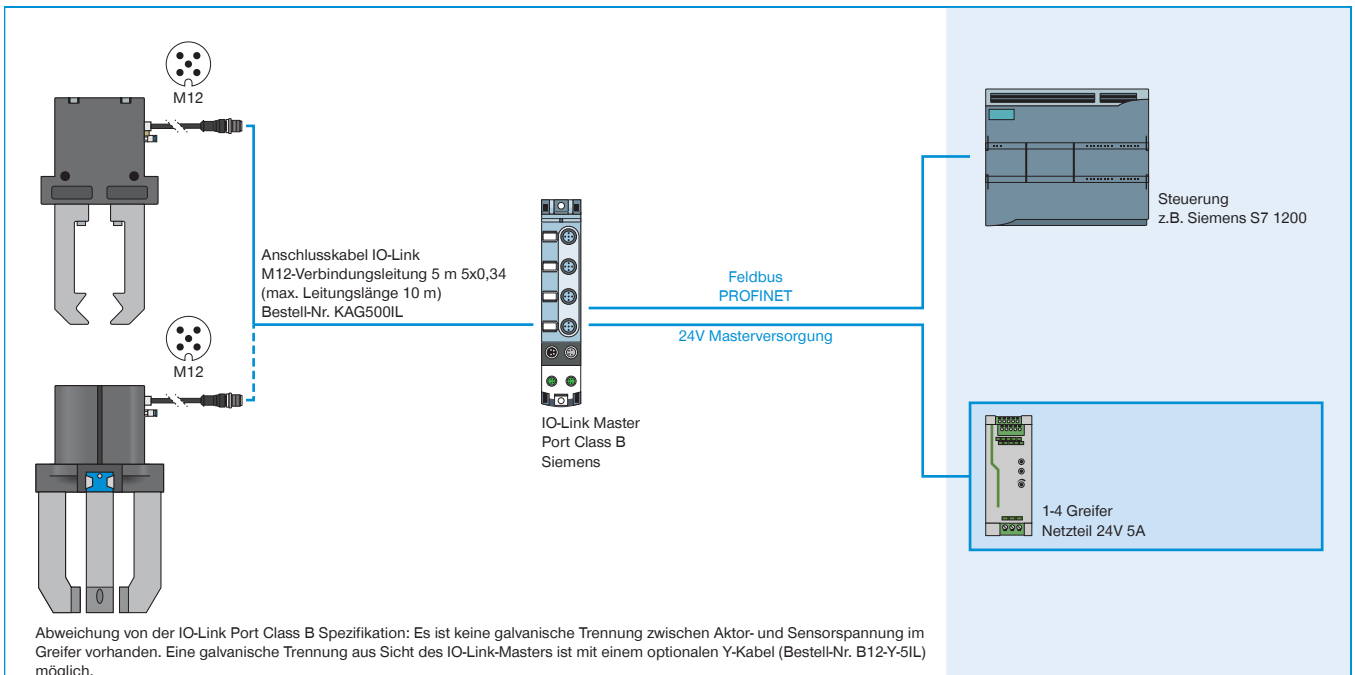 M12
Anschlusskabel IO-Link
M12-Verbindungsleitung 5 m 5x0,34
(max. Leitungslänge 10 m)
Bestell-Nr. KAG500IL
M12
IO-Link Master
Port Class B
Siemens
Feldbus
PROFINET
24V Masterversorgung
Steuerung
z.B. Siemens S7 1200
1-4 Greifer
Netzteil 24V 5A
Abweichung von der IO-Link Port Class B Spezifikation: Es ist keine galvanische Trennung zwischen Aktor- und Sensorspannung im
Greifer vorhanden. Eine galvanische Trennung aus Sicht des IO-Link-Masters ist mit einem optionalen Y-Kabel (Bestell-Nr. B12-Y-5IL)
möglich.